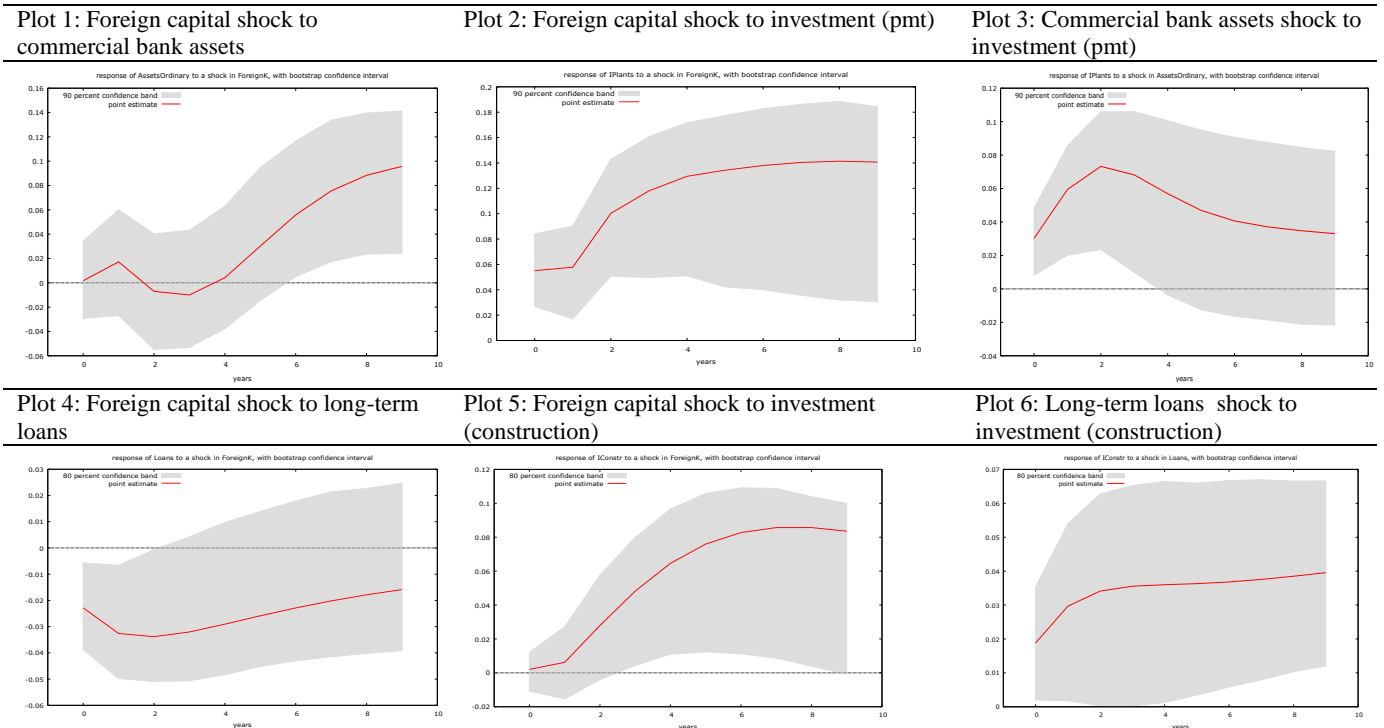 Plot 1: Foreign capital shock to
commercial bank assets
Plot 2: Foreign capital shock to investment (pmt)
Plot 3: Commercial bank assets shock to
investment (pmt)
response of AssetsOrdinary to a shock in ForeignK, with bootstrap confidence interval
90 percent confidence band
point estimate
0.16
0.14
0.12
0.1
0.08
0.06
0.04
0.02
0
-0.02
-0.04
-0.06
0 2 4 6 8 10
years
response of IPlants to a shock in ForeignK, with bootstrap confidence interval
90 percent confidence band
point estimate
0.2
0.18
0.16
0.14
0.12
0.1
0.08
0.06
0.04
0.02
0
0 2 4 6 8 10
years
response of IPlants to a shock in AssetsOrdinary, with bootstrap confidence interval
90 percent confidence band
point estimate
0.12
0.1
0.08
0.06
0.04
0.02
0
-0.02
-0.04
0 2 4 6 8 10
years
Plot 4: Foreign capital shock to long-term
loans
Plot 5: Foreign capital shock to investment
(construction)
Plot 6: Long-term loans shock to
investment (construction)
response of Loans to a shock in ForeignK, with bootstrap confidence interval
80 percent confidence band
point estimate
0.03
0.02
0.01
0
-0.01
-0.02
-0.03
-0.04
-0.05
-0.06
0 2 4 6 8 10
years
response of IConstr to a shock in ForeignK, with bootstrap confidence interval
80 percent confidence band
point estimate
0.12
0.1
0.08
0.06
0.04
0.02
0
-0.02
0 2 4 6 8 10
years
response of IConstr to a shock in Loans, with bootstrap confidence interval
80 percent confidence band
point estimate
0.07
0.06
0.05
0.04
0.03
0.02
0.01
0
0 2 4 6 8 10
years